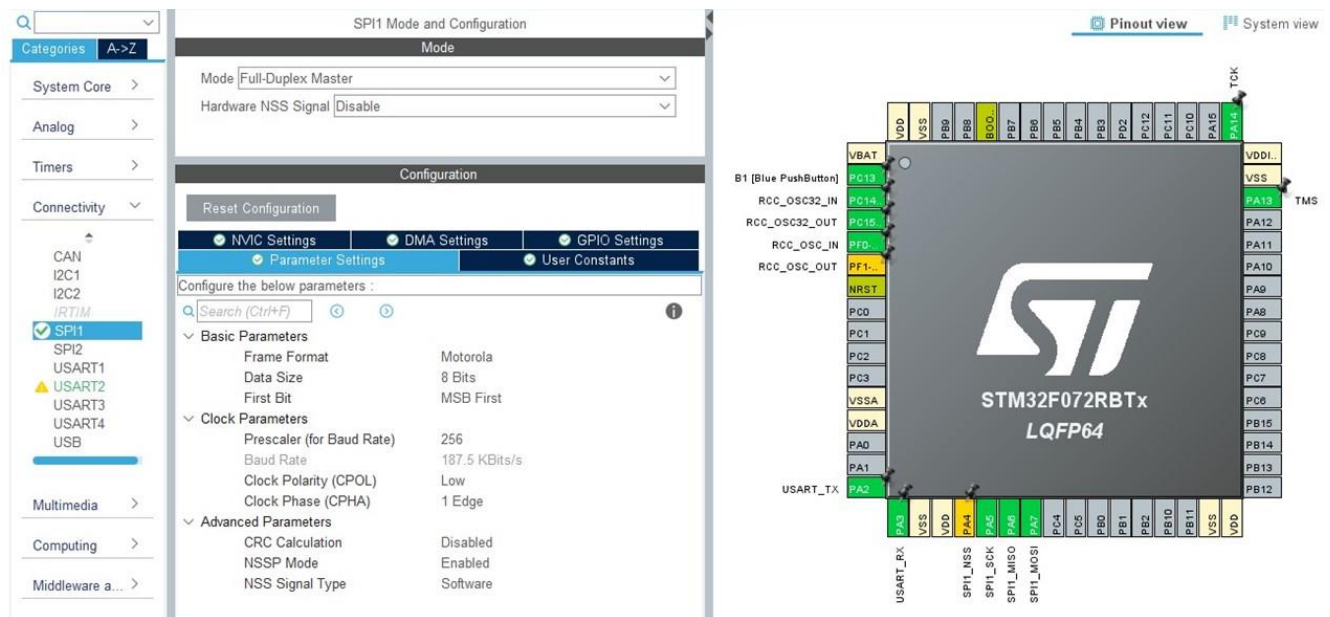 SPI1 Mode and Configuration
Categories A->Z
System Core
Analog
Timers
Connectivity
CAN
I2C1
I2C2
IRTIM
SPI1
SPI2
USART1
USART2
USART3
USART4
USB
Multimedia
Computing
Middleware a...
Mode
Mode Full-Duplex Master
Hardware NSS Signal Disable
Configuration
Reset Configuration
NVIC Settings DMA Settings GPIO Settings
Parameter Settings User Constants
Configure the below parameters :
Search (Ctrl+F)
Basic Parameters
Frame Format Motorola
Data Size 8 Bits
First Bit MSB First
Clock Parameters
Prescaler (for Baud Rate) 256
Baud Rate 187.5 KBits/s
Clock Polarity (CPOL) Low
Clock Phase (CPHA) 1 Edge
Advanced Parameters
CRC Calculation Disabled
NSSP Mode Enabled
NSS Signal Type Software
Pinout view System view
TCK
VDD VSS PB9 PB8 BOO.. PB7 PB6 PB5 PB4 PB3 PD2 PC12 PC11 PC10 PA15 PA14
VBAT VDDI..
B1 [Blue PushButton] PC13 VSS
RCC_OSC32_IN PC14.. PA13 TMS
RCC_OSC32_OUT PC15.. PA12
RCC_OSC_IN PF0-.. PA11
RCC_OSC_OUT PF1-.. PA10
NRST PA9
PC0 PA8
PC1 PC9
PC2 PC8
PC3 PC7
VSSA PC6
VDDA PB15
PA0 PB14
PA1 PB13
USART_TX PA2 PB12
ST
STM32F072RBTx
LQFP64
PA3 VSS VDD PA4 PA5 PA6 PA7 PC4 PC5 PB0 PB1 PB2 PB10 PB11 VSS VDD
USART_RX SPI1_NSS SPI1_SCK SPI1_MISO SPI1_MOSI